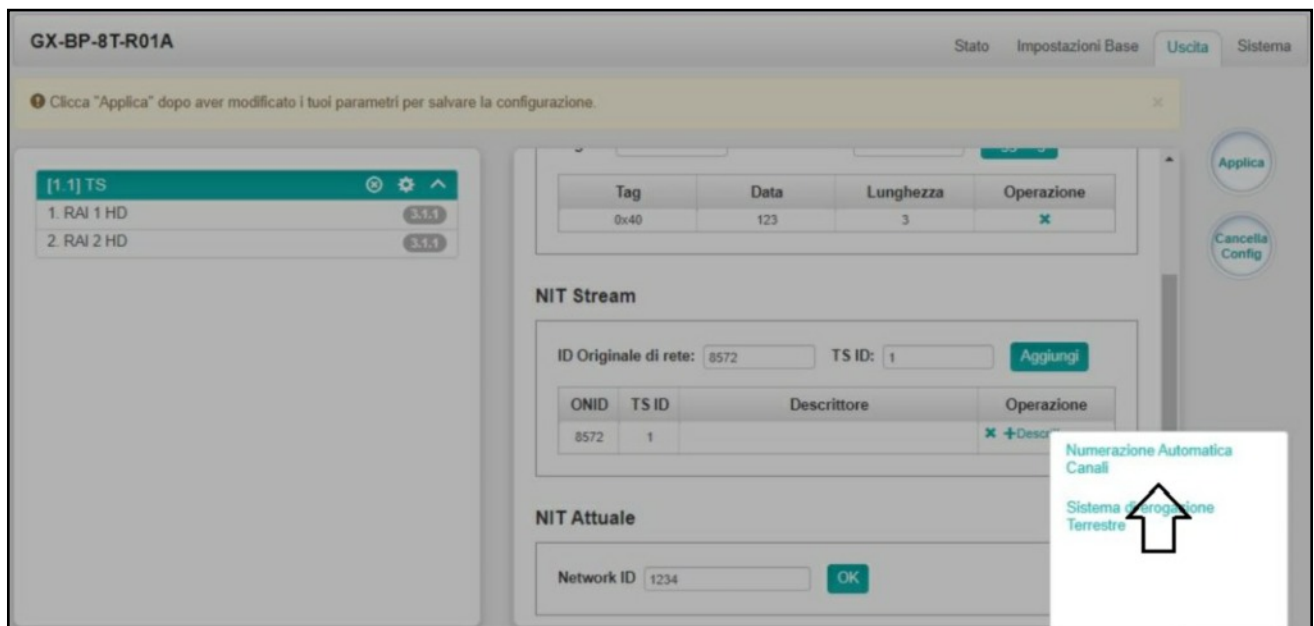 GX-BP-8T-R01A
Stato Impostazioni Base Uscita Sistema
Clicca "Applica" dopo aver modificato i tuoi parametri per salvare la configurazione.
Applica
Cancella
Config
[1.1] TS
1. RAI 1 HD 3.1.1
2. RAI 2 HD 3.1.1
Tag Data Lunghezza Operazione
0x40 123 3
NIT Stream
ID Originale di rete: 8572 TS ID: 1 Aggiungi
ONID TS ID Descrittore Operazione
8572 1
Numerazione Automatica
Canali
Sistema di erogazione
Terrestre
NIT Attuale
Network ID 1234 OK